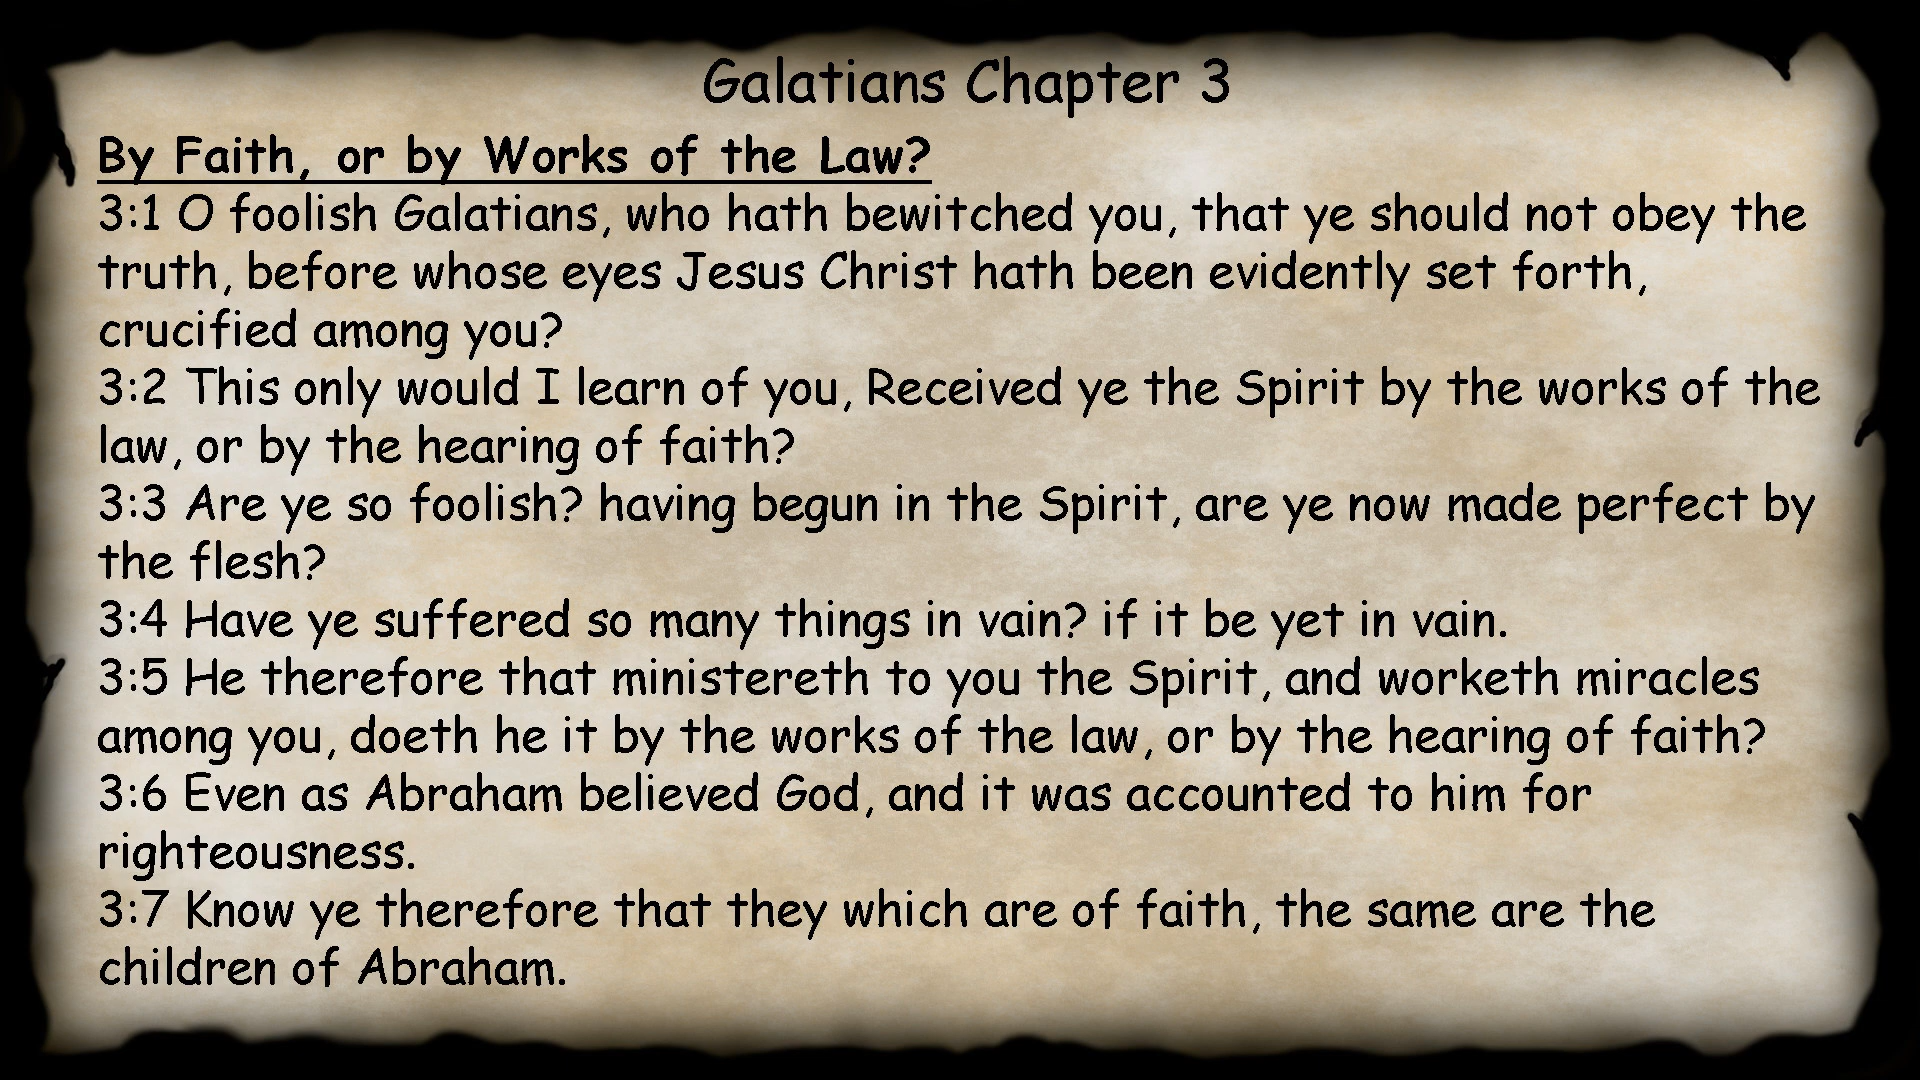 Galatians Chapter 3
By Faith, or by Works of the Law?
3:1 O foolish Galatians, who hath bewitched you, that ye should not obey the
truth, before whose eyes Jesus Christ hath been evidently set forth,
crucified among you?
3:2 This only would I learn of you, Received ye the Spirit by the works of the
law, or by the hearing of faith?
3:3 Are ye so foolish? having begun in the Spirit, are ye now made perfect by
the flesh?
3:4 Have ye suffered so many things in vain? if it be yet in vain.
3:5 He therefore that ministereth to you the Spirit, and worketh miracles
among you, doeth he it by the works of the law, or by the hearing of faith?
3:6 Even as Abraham believed God, and it was accounted to him for
righteousness.
3:7 Know ye therefore that they which are of faith, the same are the
children of Abraham.